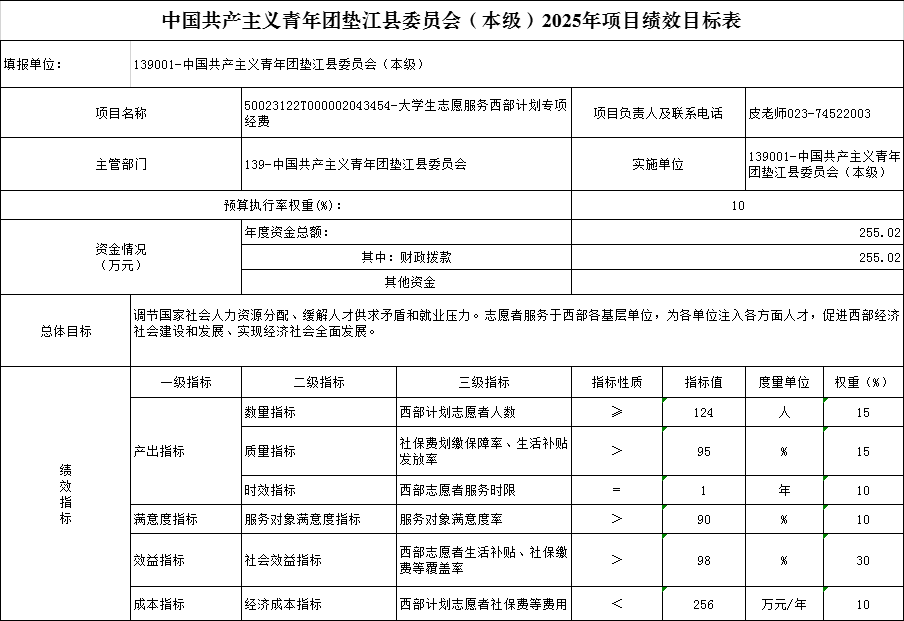 中国共产主义青年团垫江县委员会（本级）2025年项目绩效目标表
填报单位：
139001-中国共产主义青年团垫江县委员会（本级）
项目名称
50023122T000002043454-大学生志愿服务西部计划专项
经费
项目负责人及联系电话
皮老师023-74522003
主管部门
139-中国共产主义青年团垫江县委员会
实施单位
139001-中国共产主义青年
团垫江县委员会（本级）
预算执行率权重(%)：
10
资金情况
（万元）
年度资金总额：
255.02
其中：财政拨款
255.02
其他资金
总体目标
调节国家社会人力资源分配、缓解人才供求矛盾和就业压力。志愿者服务于西部各基层单位，为各单位注入各方面人才，促进西部经济
社会建设和发展、实现经济社会全面发展。
绩
效
指
标
一级指标
二级指标
三级指标
指标性质
指标值
度量单位
权重（%）
产出指标
数量指标
西部计划志愿者人数
≥
124
人
15
质量指标
社保费划缴保障率、生活补贴
发放率
＞
95
%
15
时效指标
西部志愿者服务时限
=
1
年
10
满意度指标
服务对象满意度指标
服务对象满意度率
＞
90
%
10
效益指标
社会效益指标
西部志愿者生活补贴、社保缴
费等覆盖率
＞
98
%
30
成本指标
经济成本指标
西部计划志愿者社保费等费用
＜
256
万元/年
10